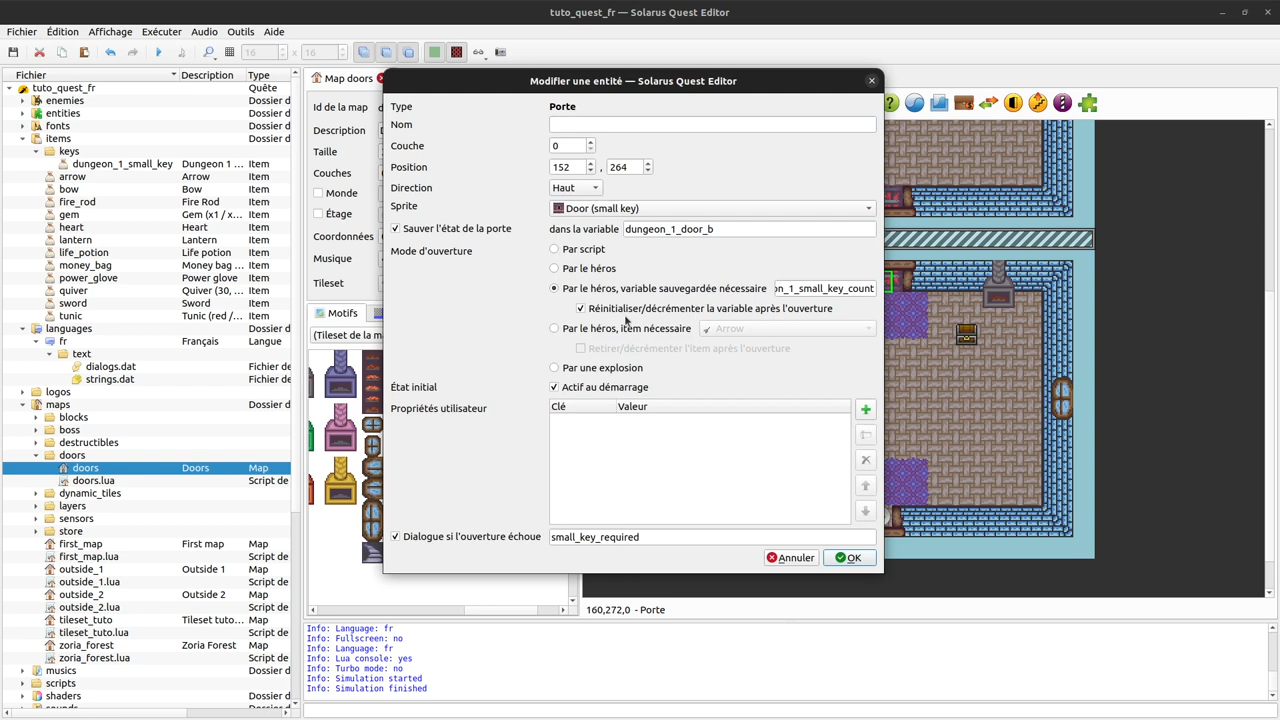 tuto_quest_fr — Solarus Quest Editor
Fichier Édition Affichage Exécuter Audio Outils Aide
16 x 16
Fichier Description Type
tuto_quest_fr Quête
enemies Dossier d
entities Dossier d
fonts Dossier d
items Dossier d
keys Dossier d
dungeon_1_small_key Dungeon 1 ... Item
arrow Arrow Item
bow Bow Item
fire_rod Fire Rod Item
gem Gem (x1 / x... Item
heart Heart Item
lantern Lantern Item
life_potion Life potion Item
money_bag Money bag ... Item
power_glove Power glove Item
quiver Quiver (30, ... Item
sword Sword Item
tunic Tunic (red /... Item
languages Dossier d
fr Français Langue
text Dossier d
dialogs.dat Fichier de
strings.dat Fichier de
logos Dossier d
maps Dossier d
blocks Dossier d
boss Dossier d
destructibles Dossier d
doors Dossier d
doors Doors Map
doors.lua Script de
dynamic_tiles Dossier d
layers Dossier d
sensors Dossier d
store Dossier d
first_map First map Map
first_map.lua Script de
outside_1 Outside 1 Map
outside_1.lua Script de
outside_2 Outside 2 Map
outside_2.lua Script de
tileset_tuto Tileset tuto... Map
tileset_tuto.lua Script de
zoria_forest Zoria Forest Map
zoria_forest.lua Script de
musics Dossier d
scripts Dossier d
shaders Dossier d
Map doors
Id de la map d
Description D
Taille
Couches
Monde
Étage
Coordonnées
Musique
Tileset
Motifs
(Tileset de la m
Modifier une entité — Solarus Quest Editor
Type Porte
Nom
Couche 0
Position 152 , 264
Direction Haut
Sprite Door (small key)
Sauver l'état de la porte dans la variable dungeon_1_door_b
Mode d'ouverture Par script
Par le héros
Par le héros, variable sauvegardée nécessaire on_1_small_key_count
Réinitialiser/décrémenter la variable après l'ouverture
Par le héros, item nécessaire Arrow
Retirer/décrémenter l'item après l'ouverture
Par une explosion
État initial Actif au démarrage
Propriétés utilisateur Clé Valeur
Dialogue si l'ouverture échoue small_key_required
Annuler OK
160,272,0 - Porte
Info: Language: fr
Info: Fullscreen: no
Info: Language: fr
Info: Lua console: yes
Info: Turbo mode: no
Info: Simulation started
Info: Simulation finished